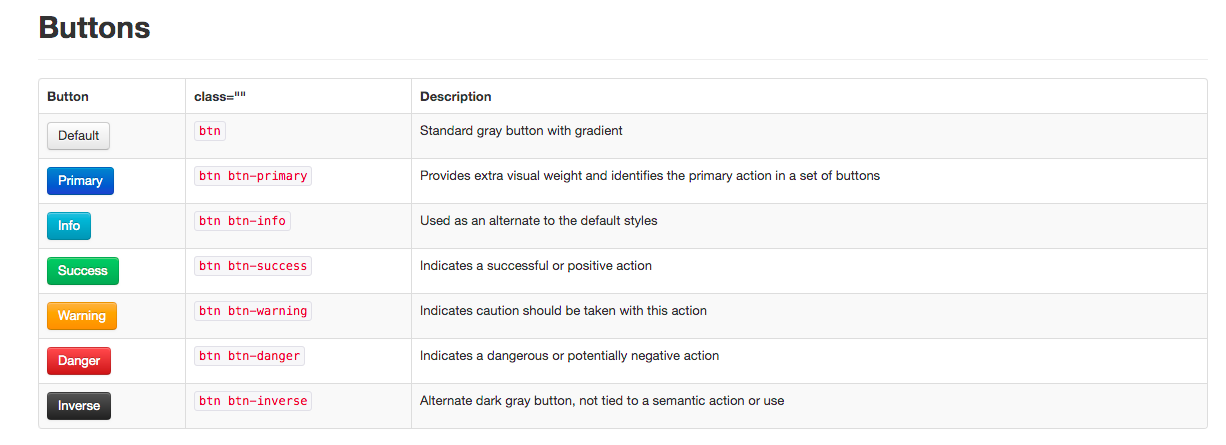 Buttons
Button class="" Description
Default btn Standard gray button with gradient
Primary btn btn-primary Provides extra visual weight and identifies the primary action in a set of buttons
Info btn btn-info Used as an alternate to the default styles
Success btn btn-success Indicates a successful or positive action
Warning btn btn-warning Indicates caution should be taken with this action
Danger btn btn-danger Indicates a dangerous or potentially negative action
Inverse btn btn-inverse Alternate dark gray button, not tied to a semantic action or use